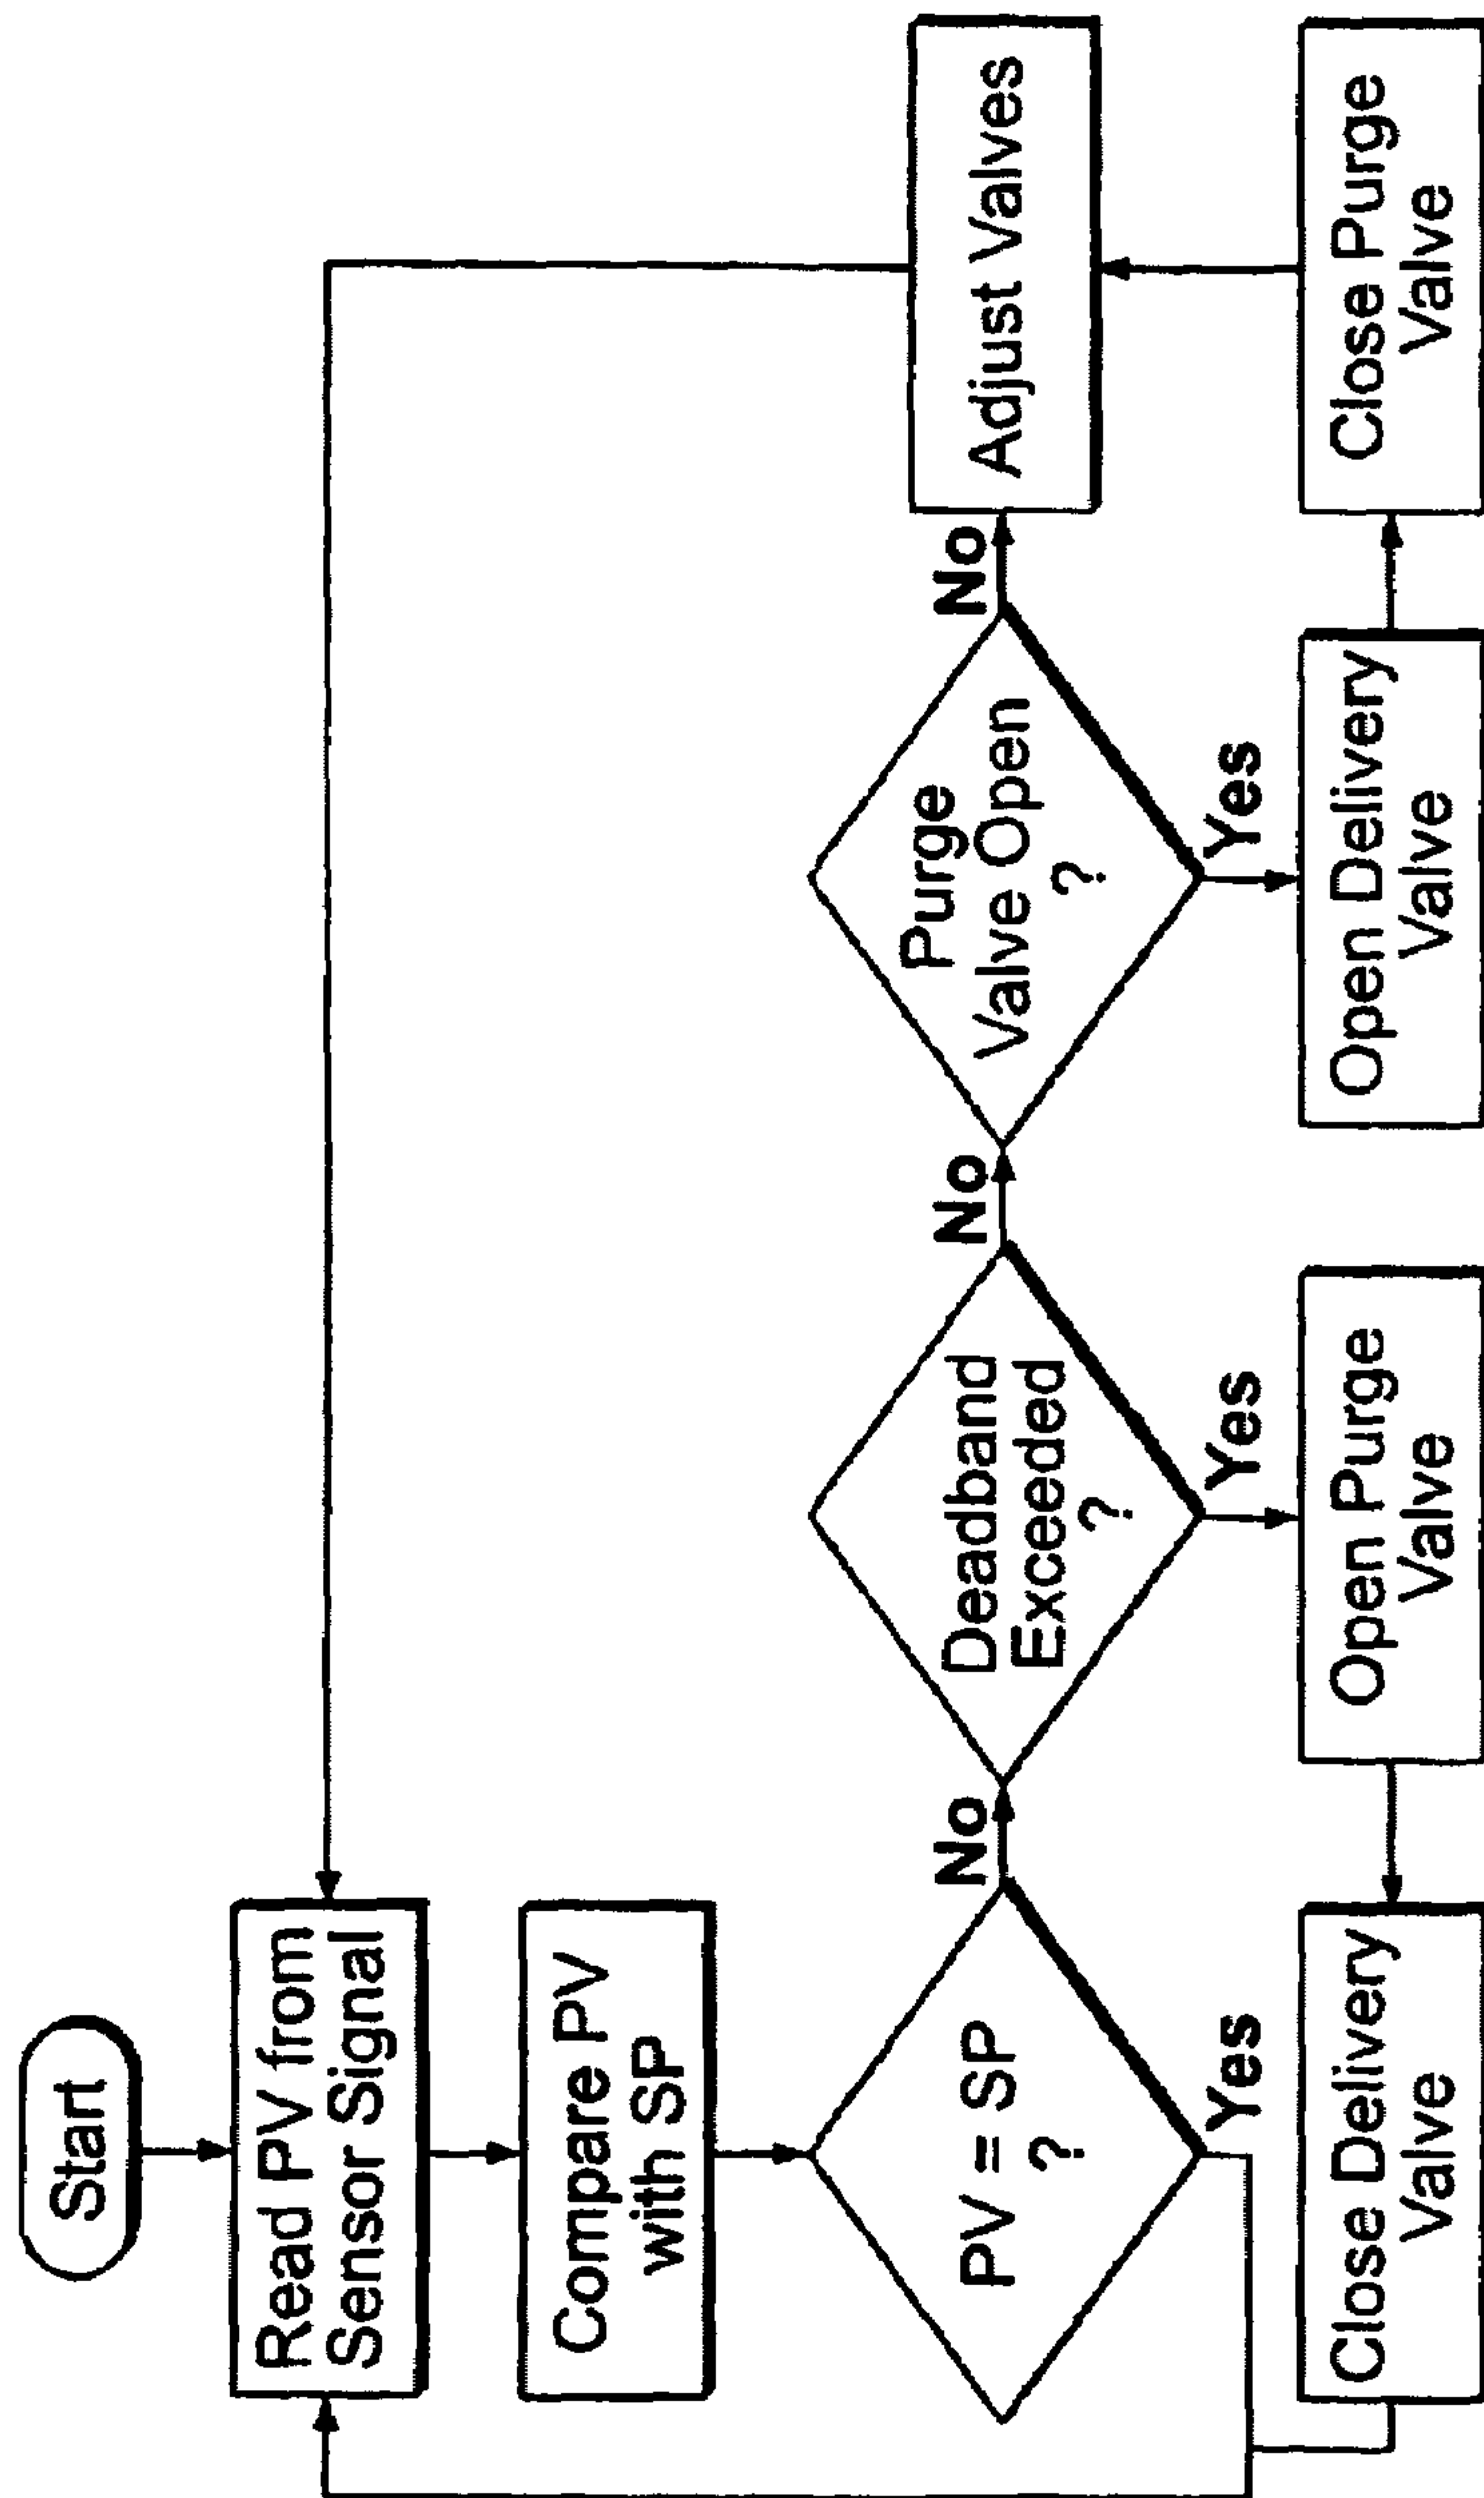 Start
Read PV from
Sensor Signal
Compare PV
with SP
PV = SP
?
Yes
No
Deadband
Exceeded
?
Yes
No
Purge
Valve Open
?
Yes
No
Adjust Valves
Close Delivery
Valve
Open Purge
Valve
Open Delivery
Valve
Close Purge
Valve